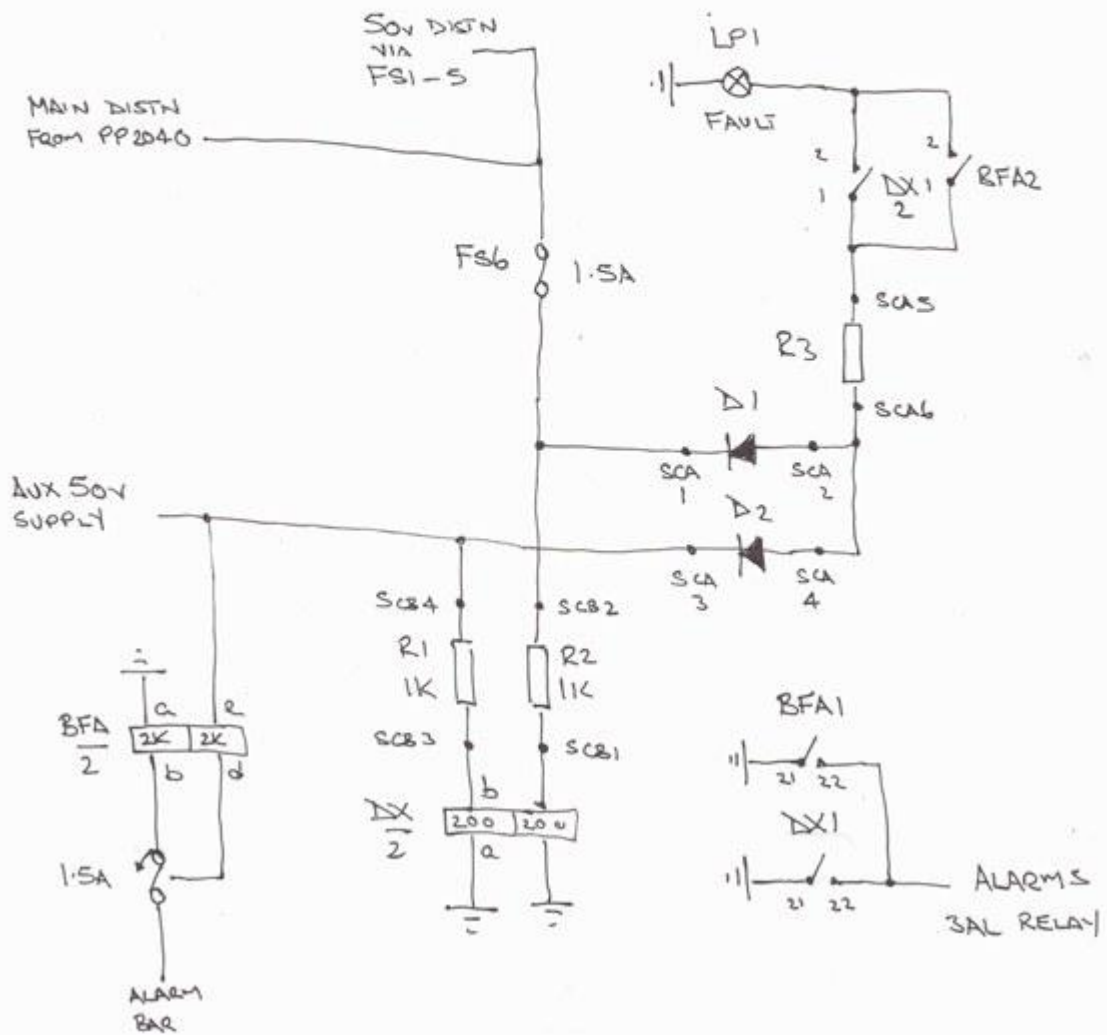 50V DISTN
VIA
FS1-5
LP1
FAULT
MAIN DISTN
FROM PP2040
2
1
DX1
2
2
BFA2
FS6
1.5A
SCA5
R3
SCA6
D1
SCA
1
SCA
2
D2
SCA
3
SCA
4
AUX 50V
SUPPLY
SCB4
SCB2
R1
1K
R2
1K
SCB3
SCB1
BFA
2
a
e
2K
2K
b
d
1.5A
ALARM
BAR
DX
2
b
200
200
a
BFA1
21
22
DX1
21
22
ALARMS
3AL RELAY